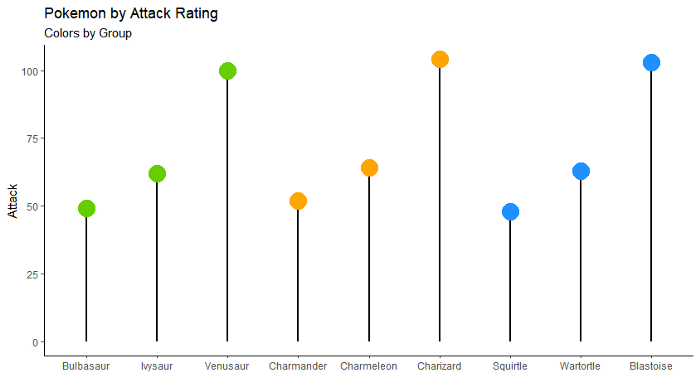 Pokemon by Attack Rating
Colors by Group
Attack
100
75
50
25
0
Bulbasaur Ivysaur Venusaur Charmander Charmeleon Charizard Squirtle Wartortle Blastoise